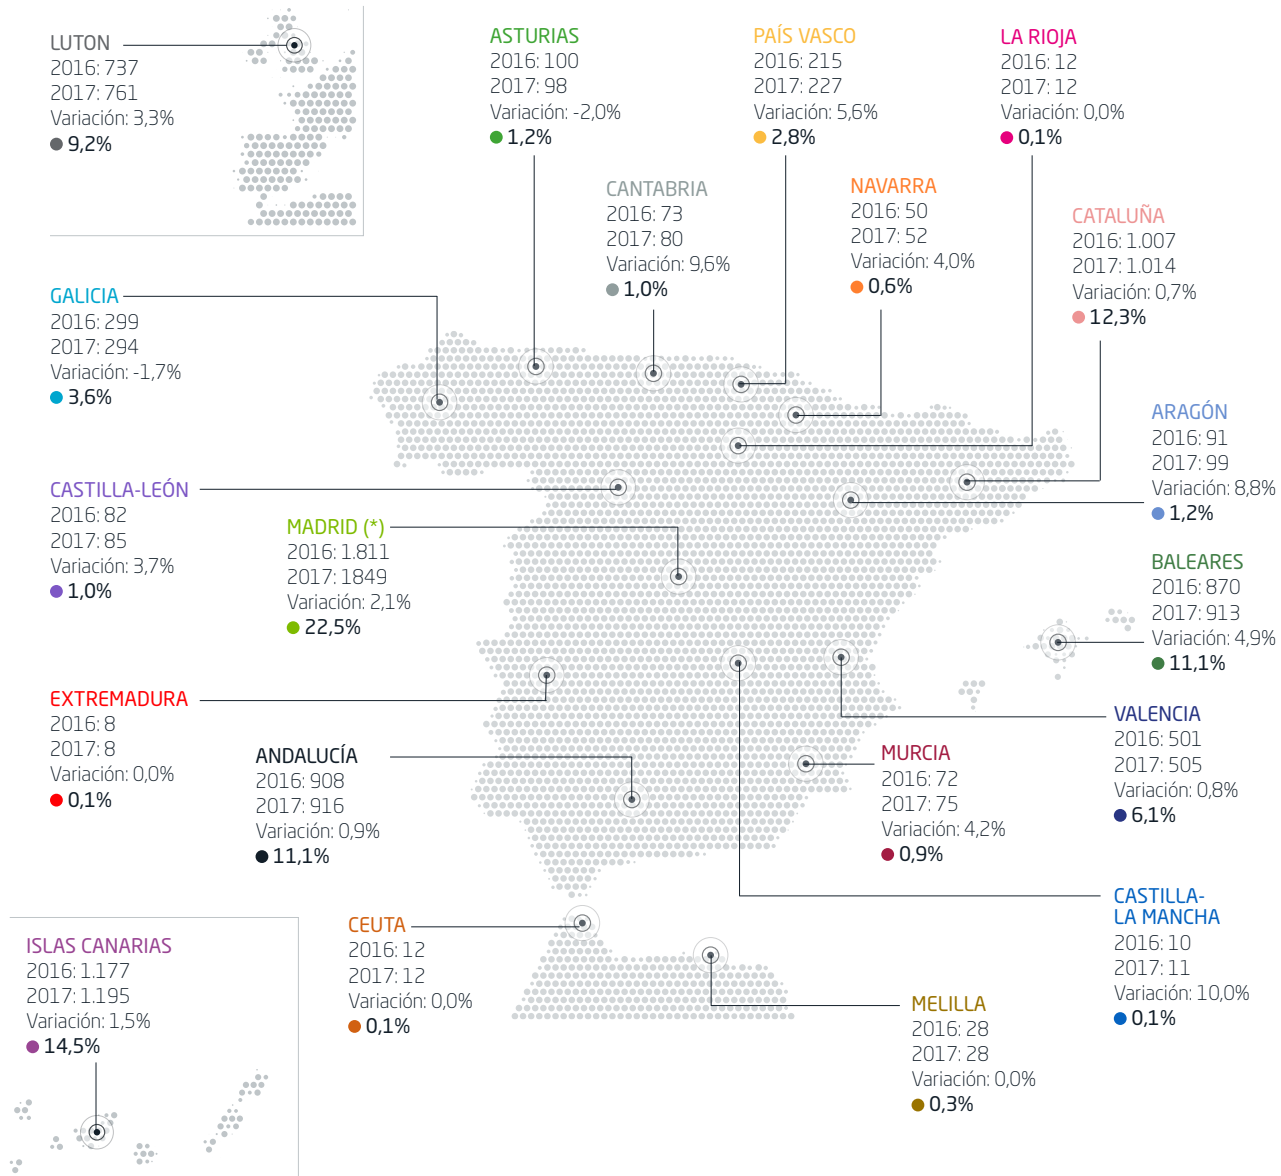 LUTON
2016: 737
2017: 761
Variación: 3,3%
9,2%
ASTURIAS
2016: 100
2017: 98
Variación: -2,0%
1,2%
PAÍS VASCO
2016: 215
2017: 227
Variación: 5,6%
2,8%
LA RIOJA
2016: 12
2017: 12
Variación: 0,0%
0,1%
CANTABRIA
2016: 73
2017: 80
Variación: 9,6%
1,0%
NAVARRA
2016: 50
2017: 52
Variación: 4,0%
0,6%
CATALUÑA
2016: 1.007
2017: 1.014
Variación: 0,7%
12,3%
GALICIA
2016: 299
2017: 294
Variación: -1,7%
3,6%
ARAGÓN
2016: 91
2017: 99
Variación: 8,8%
1,2%
CASTILLA-LEÓN
2016: 82
2017: 85
Variación: 3,7%
1,0%
MADRID (*)
2016: 1.811
2017: 1849
Variación: 2,1%
22,5%
BALEARES
2016: 870
2017: 913
Variación: 4,9%
11,1%
EXTREMADURA
2016: 8
2017: 8
Variación: 0,0%
0,1%
ANDALUCÍA
2016: 908
2017: 916
Variación: 0,9%
11,1%
MURCIA
2016: 72
2017: 75
Variación: 4,2%
0,9%
VALENCIA
2016: 501
2017: 505
Variación: 0,8%
6,1%
ISLAS CANARIAS
2016: 1.177
2017: 1.195
Variación: 1,5%
14,5%
CEUTA
2016: 12
2017: 12
Variación: 0,0%
0,1%
MELILLA
2016: 28
2017: 28
Variación: 0,0%
0,3%
CASTILLA-
LA MANCHA
2016: 10
2017: 11
Variación: 10,0%
0,1%